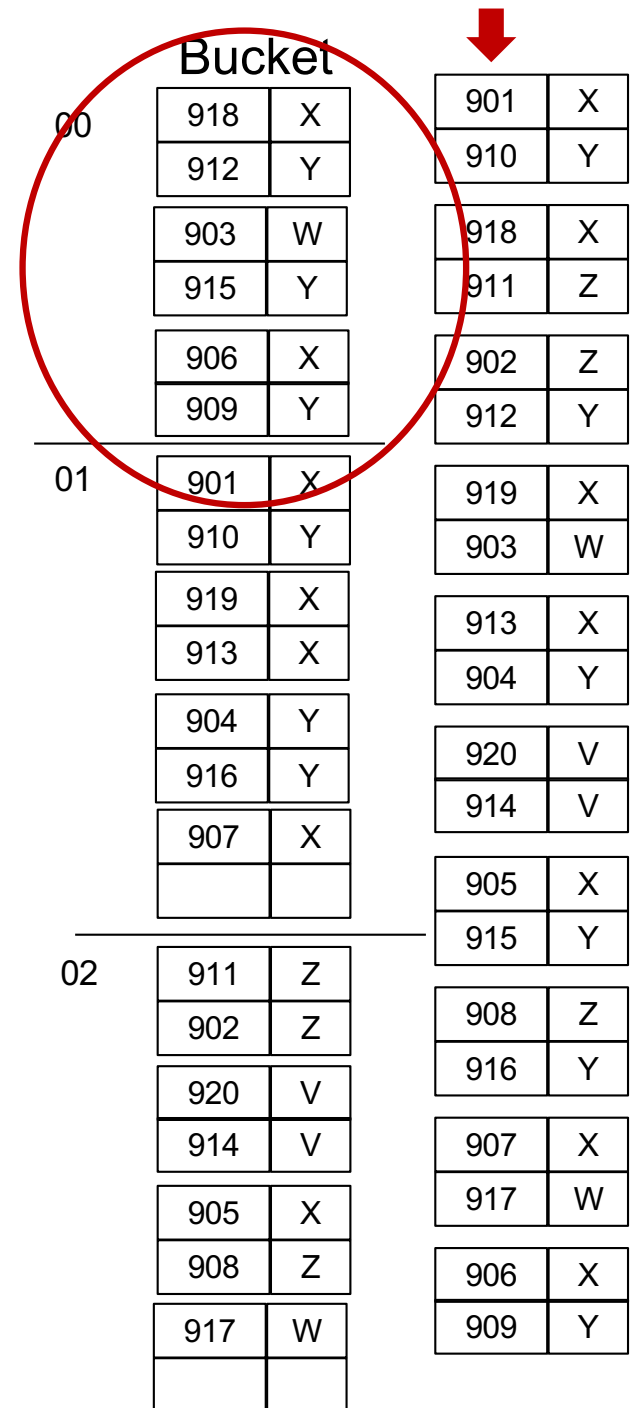 Bucket
00
918 X
912 Y
903 W
915 Y
906 X
909 Y
01
901 X
910 Y
919 X
913 X
904 Y
916 Y
907 X
02
911 Z
902 Z
920 V
914 V
905 X
908 Z
917 W
901 X
910 Y
918 X
911 Z
902 Z
912 Y
919 X
903 W
913 X
904 Y
920 V
914 V
905 X
915 Y
908 Z
916 Y
907 X
917 W
906 X
909 Y